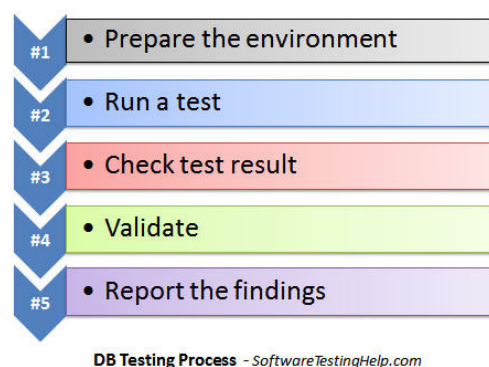 #1 • Prepare the environment
#2 • Run a test
#3 • Check test result
#4 • Validate
#5 • Report the findings
DB Testing Process - SoftwareTestingHelp.com